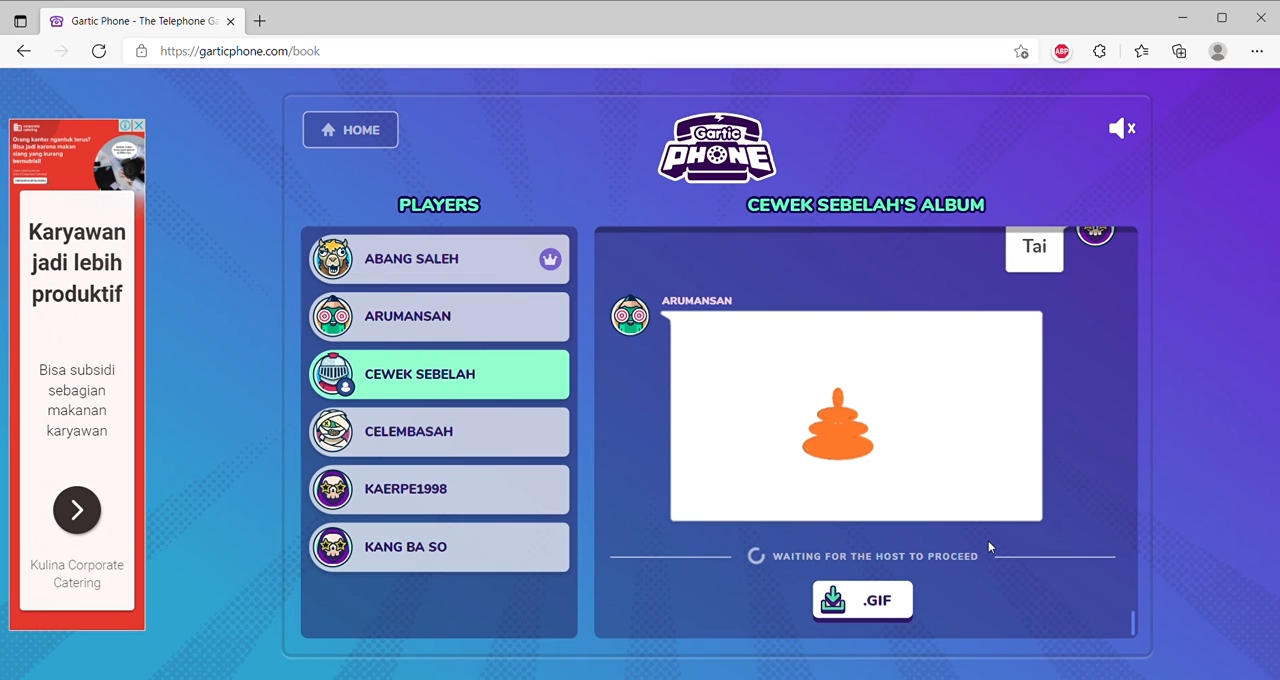 Gartic Phone - The Telephone Ga
https://garticphone.com/book
ABP
Orang kantor ngantuk terus?
Bisa jadi karena makan
siang yang kurang
bernutrisi!
Karyawan
jadi lebih
produktif
Bisa subsidi
sebagian
makanan
karyawan
Kulina Corporate
Catering
HOME
Gartic
PHONE
PLAYERS
ABANG SALEH
ARUMANSAN
CEWEK SEBELAH
CELEMBASAH
KAERPE1998
KANG BA SO
CEWEK SEBELAH'S ALBUM
Tai
ARUMANSAN
WAITING FOR THE HOST TO PROCEED
.GIF